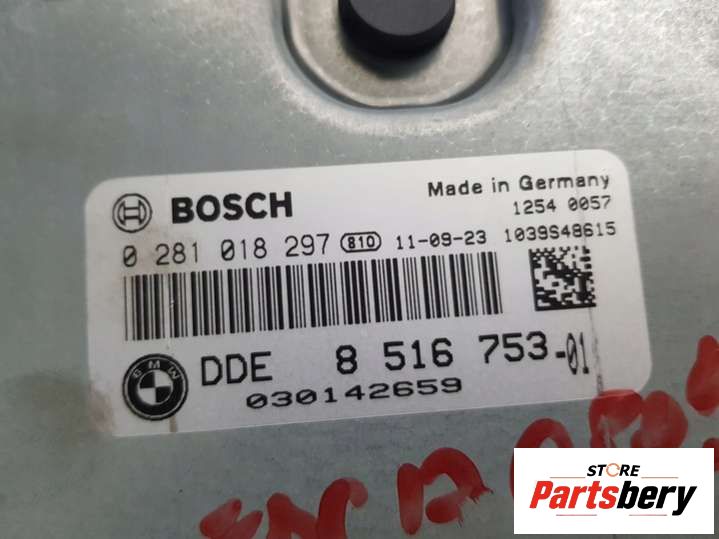 BOSCH
Made in Germany
1254 0057
0 281 018 297 810 11-09-23 1039S48615
BMW
DDE 8 516 753-01
030142659
STORE
Partsbery